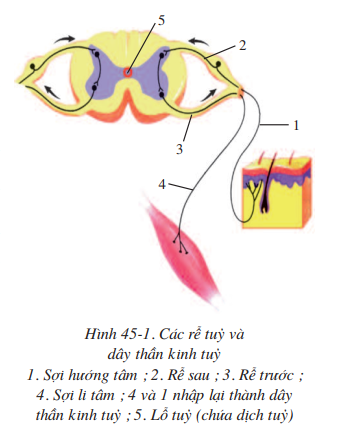 5
2
1
3
4
Hình 45-1. Các rễ tuỷ và
dây thần kinh tuỷ
1. Sợi hướng tâm ; 2. Rễ sau ; 3. Rễ trước ;
4. Sợi li tâm ; 4 và 1 nhập lại thành dây
thần kinh tuỷ ; 5. Lỗ tuỷ (chứa dịch tuỷ)